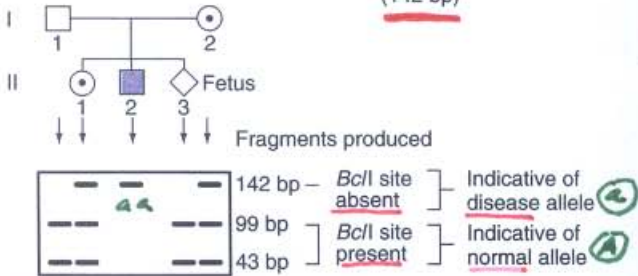 (142 bp)
I
1
2
II
1
2
3
Fetus
Fragments produced
142 bp – BclI site absent Indicative of disease allele a
a a
99 bp
43 bp
BclI site present Indicative of normal allele A